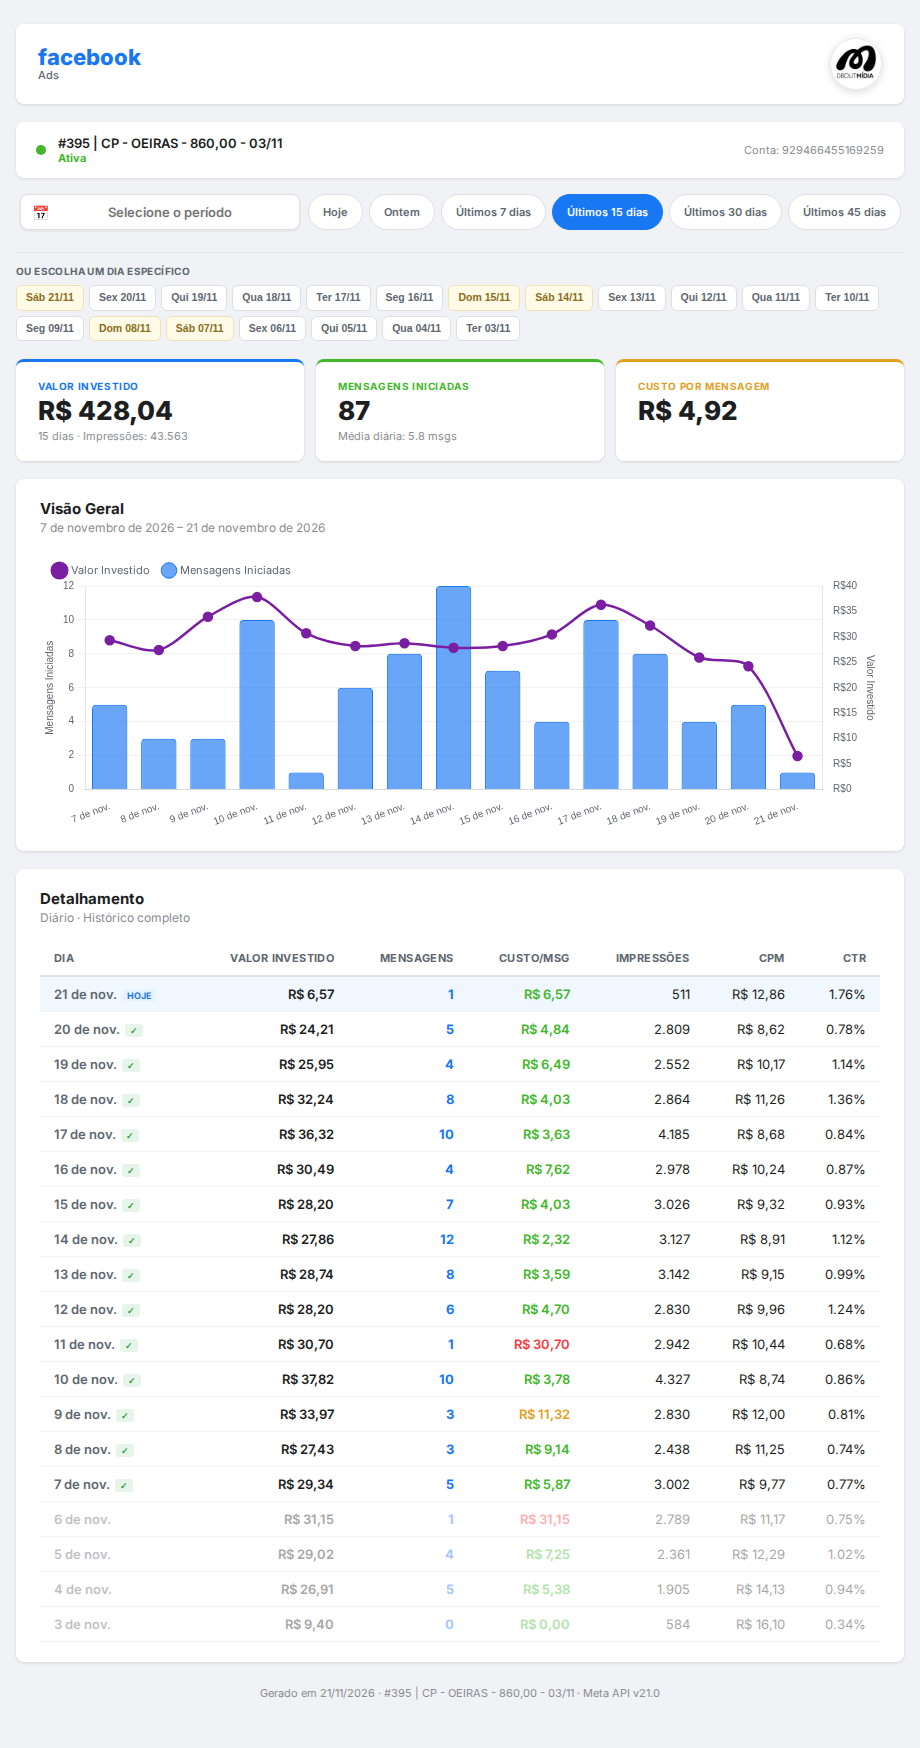 facebook
Ads
DBOUTMÍDIA
#395 | CP - OEIRAS - 860,00 - 03/11
Ativa
Conta: 929466455169259
Selecione o período
Hoje
Ontem
Últimos 7 dias
Últimos 15 dias
Últimos 30 dias
Últimos 45 dias
OU ESCOLHA UM DIA ESPECÍFICO
Sáb 21/11 Sex 20/11 Qui 19/11 Qua 18/11 Ter 17/11 Seg 16/11 Dom 15/11 Sáb 14/11 Sex 13/11 Qui 12/11 Qua 11/11 Ter 10/11
Seg 09/11 Dom 08/11 Sáb 07/11 Sex 06/11 Qui 05/11 Qua 04/11 Ter 03/11
VALOR INVESTIDO
R$ 428,04
15 dias · Impressões: 43.563
MENSAGENS INICIADAS
87
Média diária: 5.8 msgs
CUSTO POR MENSAGEM
R$ 4,92
Visão Geral
7 de novembro de 2026 – 21 de novembro de 2026
Valor Investido Mensagens Iniciadas
Mensagens Iniciadas
12
10
8
6
4
2
0
R$40
R$35
R$30
R$25
R$20
R$15
R$10
R$5
R$0
Valor Investido
7 de nov. 8 de nov. 9 de nov. 10 de nov. 11 de nov. 12 de nov. 13 de nov. 14 de nov. 15 de nov. 16 de nov. 17 de nov. 18 de nov. 19 de nov. 20 de nov. 21 de nov.
Detalhamento
Diário · Histórico completo
DIA VALOR INVESTIDO MENSAGENS CUSTO/MSG IMPRESSÕES CPM CTR
21 de nov. HOJE R$ 6,57 1 R$ 6,57 511 R$ 12,86 1.76%
20 de nov. ✓ R$ 24,21 5 R$ 4,84 2.809 R$ 8,62 0.78%
19 de nov. ✓ R$ 25,95 4 R$ 6,49 2.552 R$ 10,17 1.14%
18 de nov. ✓ R$ 32,24 8 R$ 4,03 2.864 R$ 11,26 1.36%
17 de nov. ✓ R$ 36,32 10 R$ 3,63 4.185 R$ 8,68 0.84%
16 de nov. ✓ R$ 30,49 4 R$ 7,62 2.978 R$ 10,24 0.87%
15 de nov. ✓ R$ 28,20 7 R$ 4,03 3.026 R$ 9,32 0.93%
14 de nov. ✓ R$ 27,86 12 R$ 2,32 3.127 R$ 8,91 1.12%
13 de nov. ✓ R$ 28,74 8 R$ 3,59 3.142 R$ 9,15 0.99%
12 de nov. ✓ R$ 28,20 6 R$ 4,70 2.830 R$ 9,96 1.24%
11 de nov. ✓ R$ 30,70 1 R$ 30,70 2.942 R$ 10,44 0.68%
10 de nov. ✓ R$ 37,82 10 R$ 3,78 4.327 R$ 8,74 0.86%
9 de nov. ✓ R$ 33,97 3 R$ 11,32 2.830 R$ 12,00 0.81%
8 de nov. ✓ R$ 27,43 3 R$ 9,14 2.438 R$ 11,25 0.74%
7 de nov. ✓ R$ 29,34 5 R$ 5,87 3.002 R$ 9,77 0.77%
6 de nov. R$ 31,15 1 R$ 31,15 2.789 R$ 11,17 0.75%
5 de nov. R$ 29,02 4 R$ 7,25 2.361 R$ 12,29 1.02%
4 de nov. R$ 26,91 5 R$ 5,38 1.905 R$ 14,13 0.94%
3 de nov. R$ 9,40 0 R$ 0,00 584 R$ 16,10 0.34%
Gerado em 21/11/2026 · #395 | CP - OEIRAS - 860,00 - 03/11 · Meta API v21.0